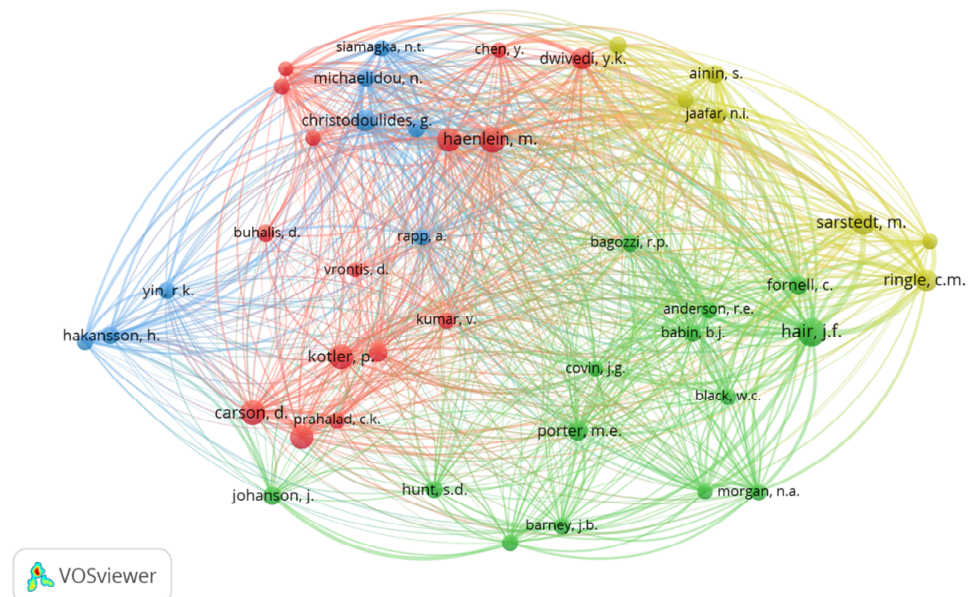 siamagka, n.t.
chen, y.
dwivedi, y.k.
michaelidou, n.
ainin, s.
christodoulides, g.
jaafar, n.i.
haenlein, m.
sarstedt, m.
buhalis, d.
rapp, a.
bagozzi, r.p.
vrontis, d.
ringle, c.m.
yin, r.k.
fornell, c.
anderson, r.e.
kumar, v.
hakansson, h.
babin, b.j.
hair, j.f.
kotler, p.
covin, j.g.
black, w.c.
carson, d.
prahalad, c.k.
porter, m.e.
johanson, j.
hunt, s.d.
morgan, n.a.
barney, j.b.
VOSviewer